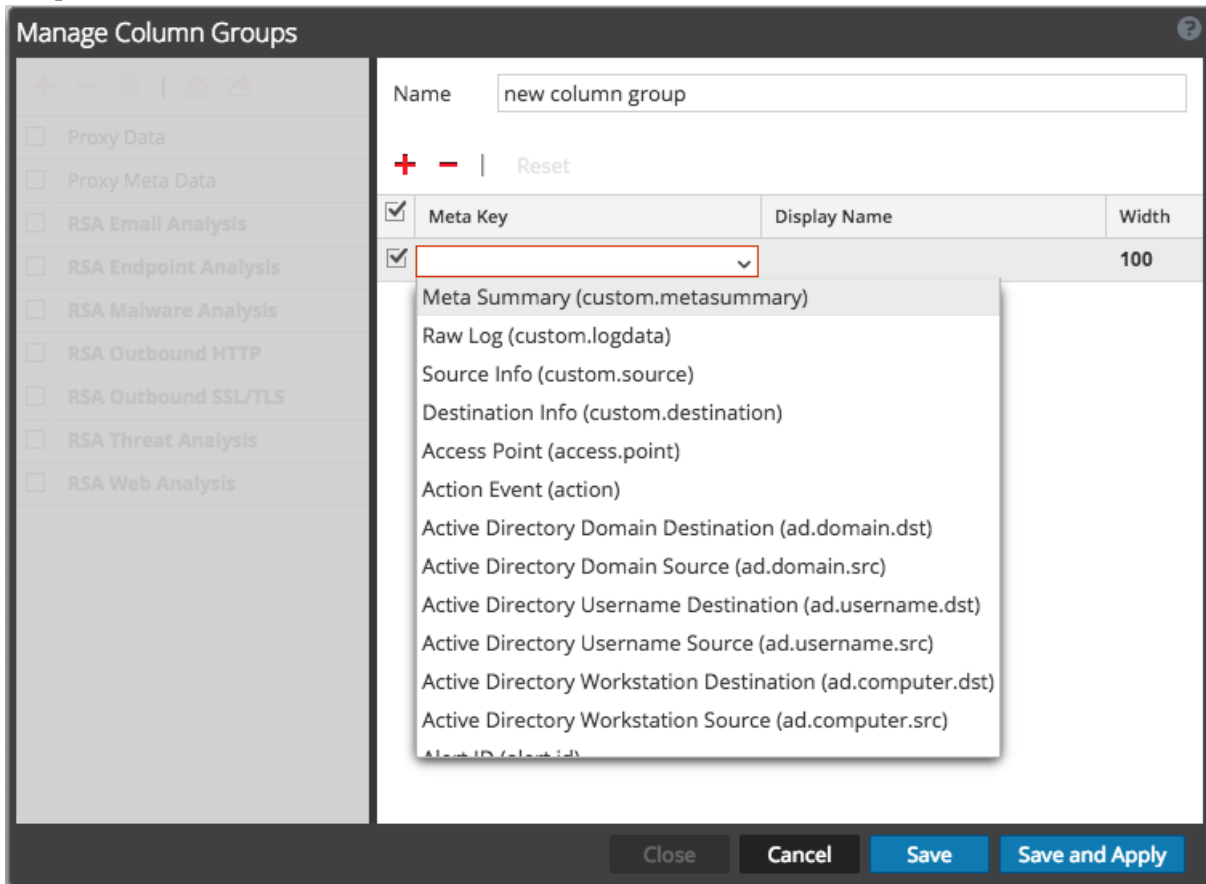 Manage Column Groups
Proxy Data
Proxy Meta Data
RSA Email Analysis
RSA Endpoint Analysis
RSA Malware Analysis
RSA Outbound HTTP
RSA Outbound SSL/TLS
RSA Threat Analysis
RSA Web Analysis
Name new column group
Reset
Meta Key Display Name Width
100
Meta Summary (custom.metasummary)
Raw Log (custom.logdata)
Source Info (custom.source)
Destination Info (custom.destination)
Access Point (access.point)
Action Event (action)
Active Directory Domain Destination (ad.domain.dst)
Active Directory Domain Source (ad.domain.src)
Active Directory Username Destination (ad.username.dst)
Active Directory Username Source (ad.username.src)
Active Directory Workstation Destination (ad.computer.dst)
Active Directory Workstation Source (ad.computer.src)
Alert ID (alert.id)
Close Cancel Save Save and Apply